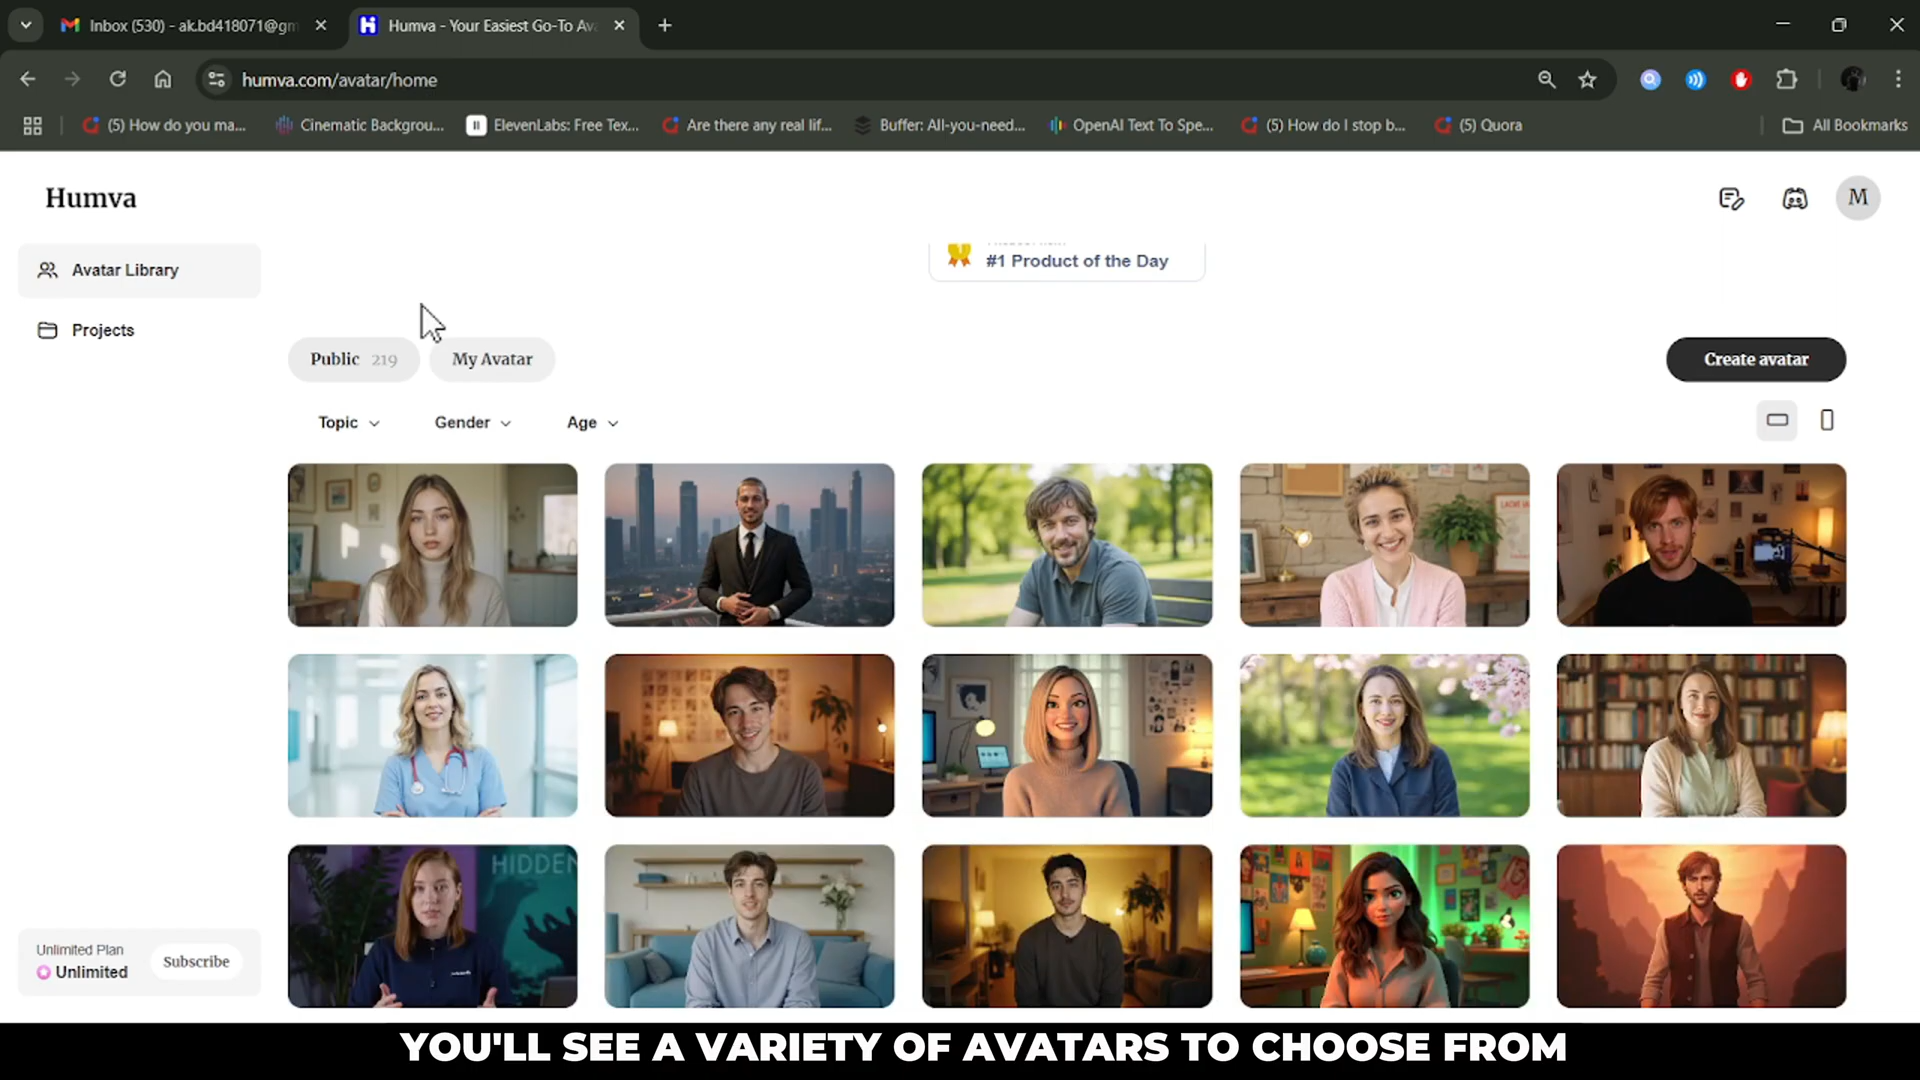 Inbox (530) - ak.bd418071@gm
Humva - Your Easiest Go-To Av
humva.com/avatar/home
(5) How do you ma...
Cinematic Backgrou...
ElevenLabs: Free Tex...
Are there any real lif...
Buffer: All-you-need...
OpenAI Text To Spe...
(5) How do I stop b...
(5) Quora
All Bookmarks
Humva
M
Avatar Library
#1 Product of the Day
Projects
Public 219
My Avatar
Create avatar
Topic
Gender
Age
HIDDEN
Unlimited Plan
Unlimited
Subscribe
YOU'LL SEE A VARIETY OF AVATARS TO CHOOSE FROM